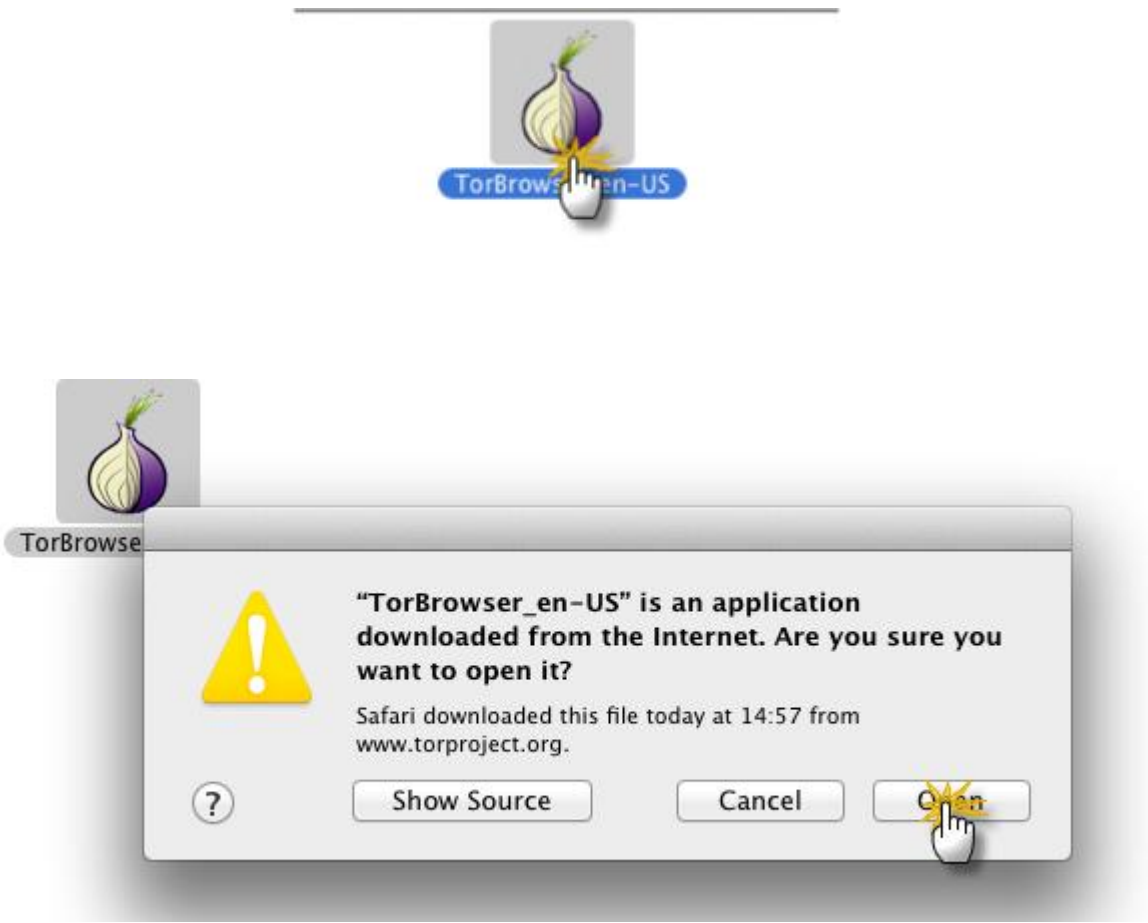 TorBrows en-US
TorBrowse
“TorBrowser_en-US” is an application
downloaded from the Internet. Are you sure you
want to open it?
Safari downloaded this file today at 14:57 from
www.torproject.org.
?
Show Source
Cancel
Open